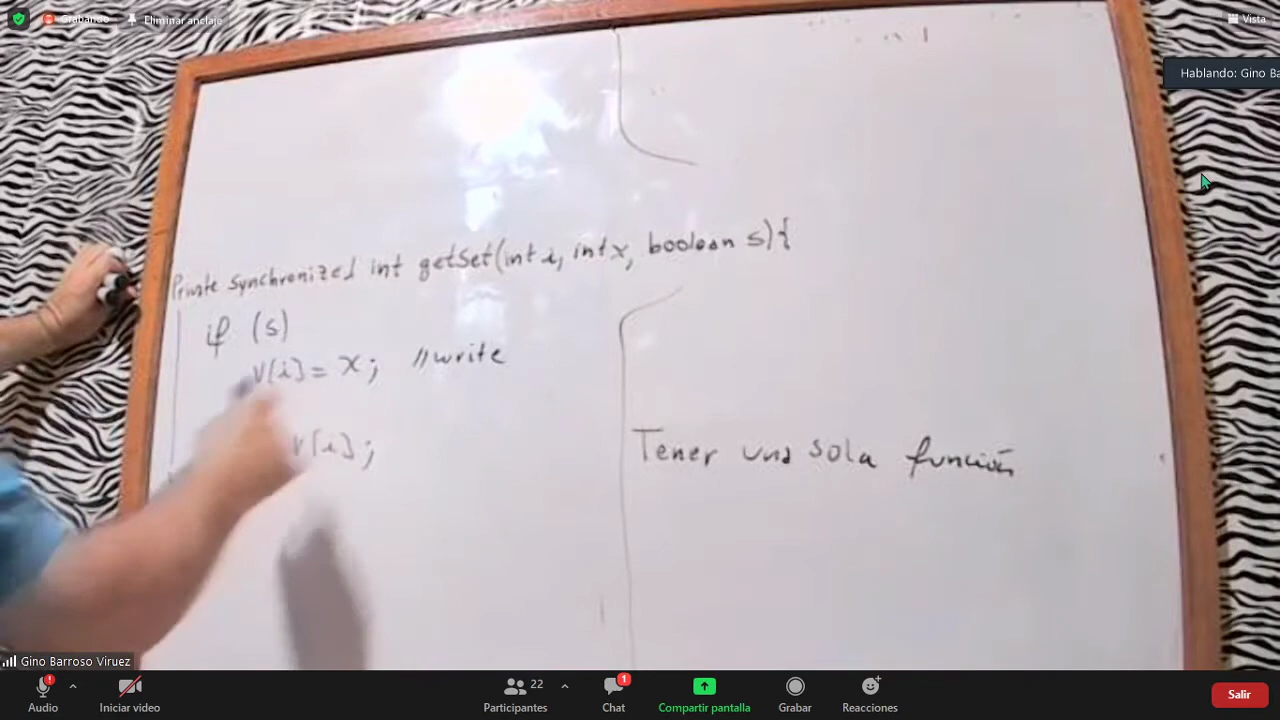 Grabando
Eliminar anclaje
Vista
Hablando: Gino Ba
Private synchronized int getSet(int i, int x, boolean s){
if (s)
v[i] = x; //write
v[i];
Tener una sola función
Gino Barroso Viruez
Audio
Iniciar video
22
Participantes
1
Chat
Compartir pantalla
Grabar
Reacciones
Salir